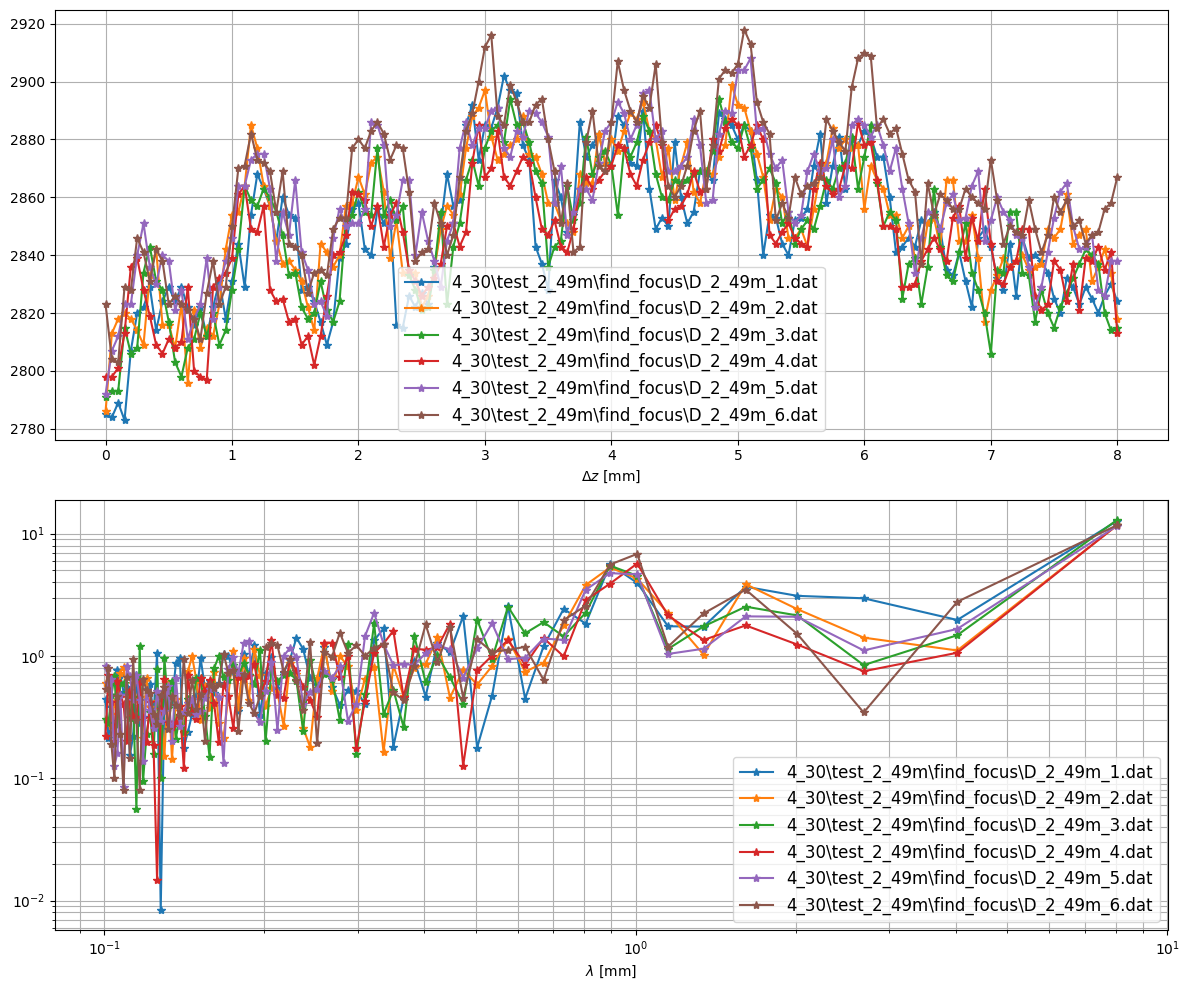 2920
2900
2880
2860
2840
2820
2800
2780
4_30\test_2_49m\find_focus\D_2_49m_1.dat
4_30\test_2_49m\find_focus\D_2_49m_2.dat
4_30\test_2_49m\find_focus\D_2_49m_3.dat
4_30\test_2_49m\find_focus\D_2_49m_4.dat
4_30\test_2_49m\find_focus\D_2_49m_5.dat
4_30\test_2_49m\find_focus\D_2_49m_6.dat
0 1 2 3 4 5 6 7 8
Δz [mm]
10¹
10⁰
10⁻¹
10⁻²
4_30\test_2_49m\find_focus\D_2_49m_1.dat
4_30\test_2_49m\find_focus\D_2_49m_2.dat
4_30\test_2_49m\find_focus\D_2_49m_3.dat
4_30\test_2_49m\find_focus\D_2_49m_4.dat
4_30\test_2_49m\find_focus\D_2_49m_5.dat
4_30\test_2_49m\find_focus\D_2_49m_6.dat
10⁻¹ 10⁰ 10¹
λ [mm]